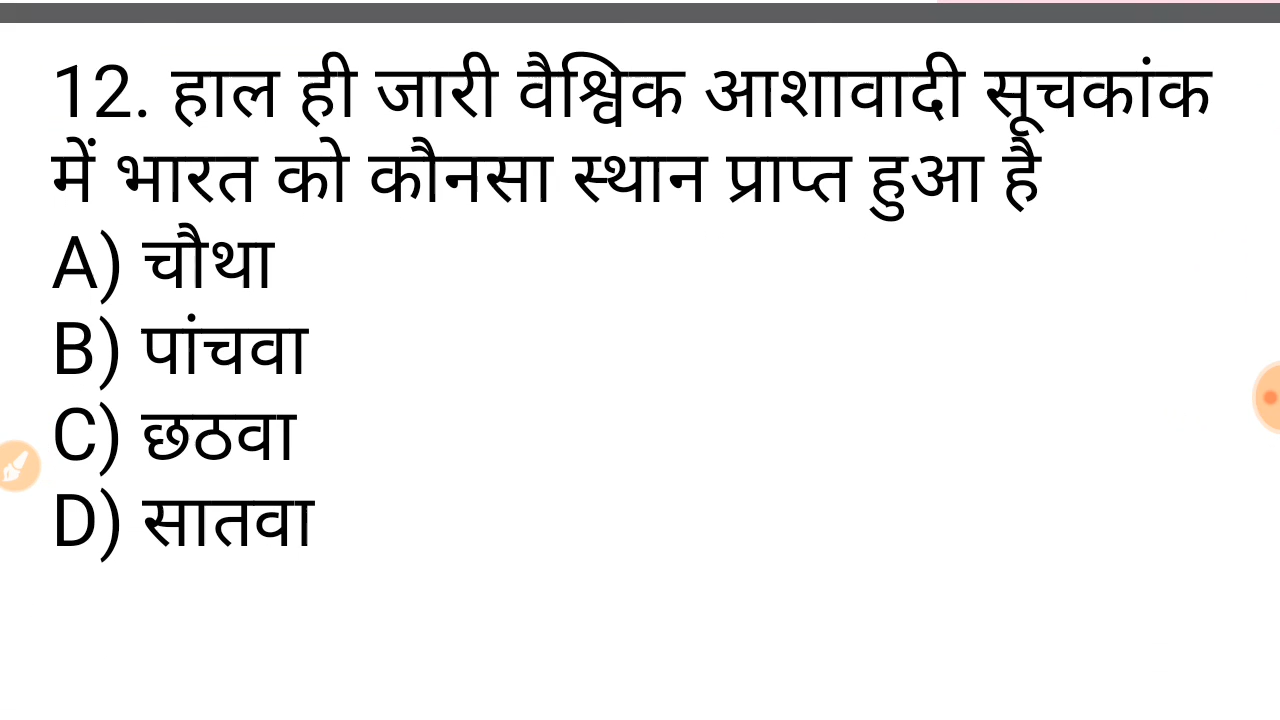 12. हाल ही जारी वैश्विक आशावादी सूचकांक
में भारत को कौनसा स्थान प्राप्त हुआ है
A) चौथा
B) पांचवा
C) छठवा
D) सातवा